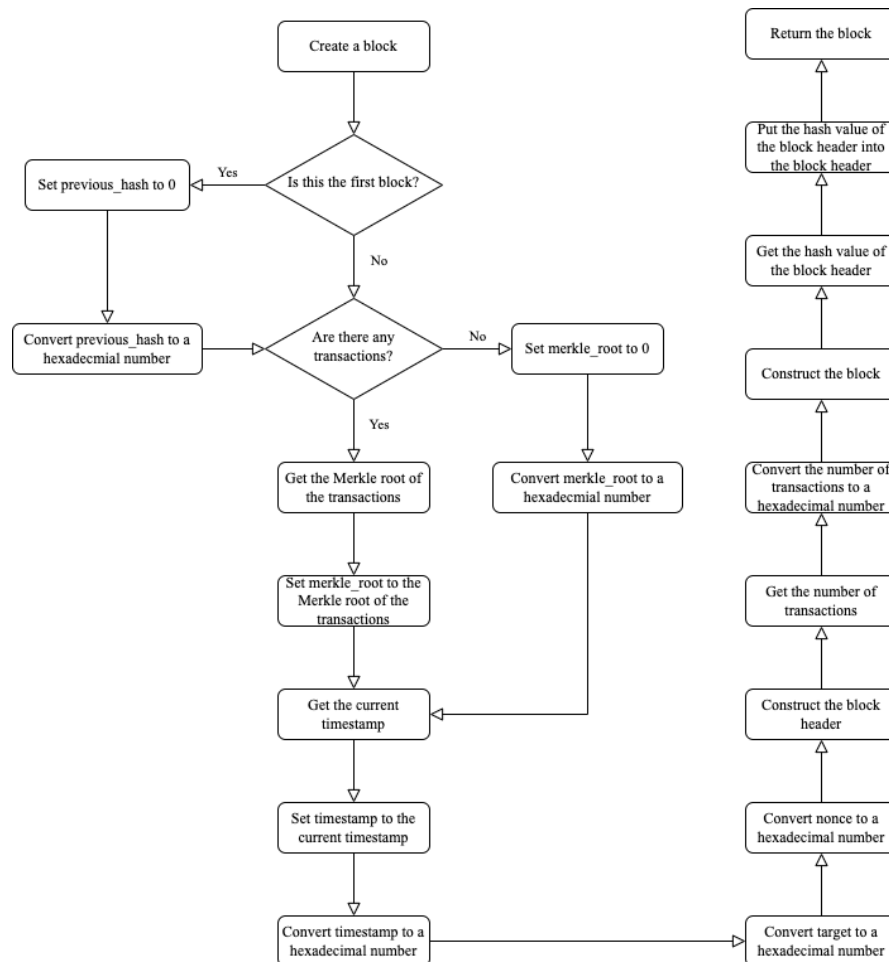 Create a block
Is this the first block?
Yes
Set previous_hash to 0
Convert previous_hash to a
hexadecmial number
No
Are there any
transactions?
No
Set merkle_root to 0
Convert merkle_root to a
hexadecmial number
Yes
Get the Merkle root of
the transactions
Set merkle_root to the
Merkle root of the
transactions
Get the current
timestamp
Set timestamp to the
current timestamp
Convert timestamp to a
hexadecimal number
Convert target to a
hexadecimal number
Convert nonce to a
hexadecimal number
Construct the block
header
Get the number of
transactions
Convert the number of
transactions to a
hexadecimal number
Construct the block
Get the hash value of
the block header
Put the hash value of
the block header into
the block header
Return the block